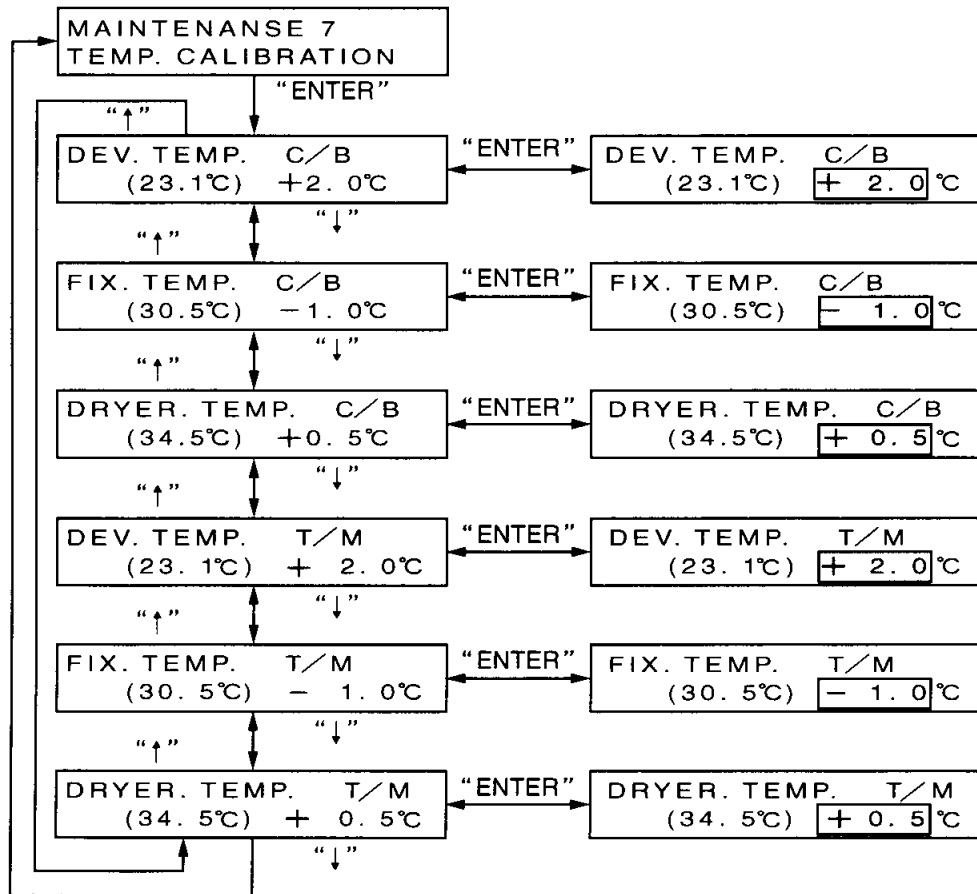 MAINTENANSE 7
TEMP. CALIBRATION
“ENTER”
“↑”
DEV. TEMP. C/B
(23.1℃) +2. 0℃
“ENTER”
DEV. TEMP. C/B
(23.1℃) + 2. 0 ℃
“↑” “↓”
FIX. TEMP. C/B
(30.5℃) −1. 0℃
“ENTER”
FIX. TEMP. C/B
(30.5℃) − 1. 0 ℃
“↑” “↓”
DRYER. TEMP. C/B
(34.5℃) +0. 5℃
“ENTER”
DRYER. TEMP. C/B
(34.5℃) + 0. 5 ℃
“↑” “↓”
DEV. TEMP. T/M
(23. 1℃) + 2. 0℃
“ENTER”
DEV. TEMP. T/M
(23. 1℃) + 2. 0 ℃
“↑” “↓”
FIX. TEMP. T/M
(30. 5℃) − 1. 0℃
“ENTER”
FIX. TEMP. T/M
(30. 5℃) − 1. 0 ℃
“↑” “↓”
DRYER. TEMP. T/M
(34. 5℃) + 0. 5℃
“ENTER”
DRYER. TEMP. T/M
(34. 5℃) + 0. 5 ℃
“↓”